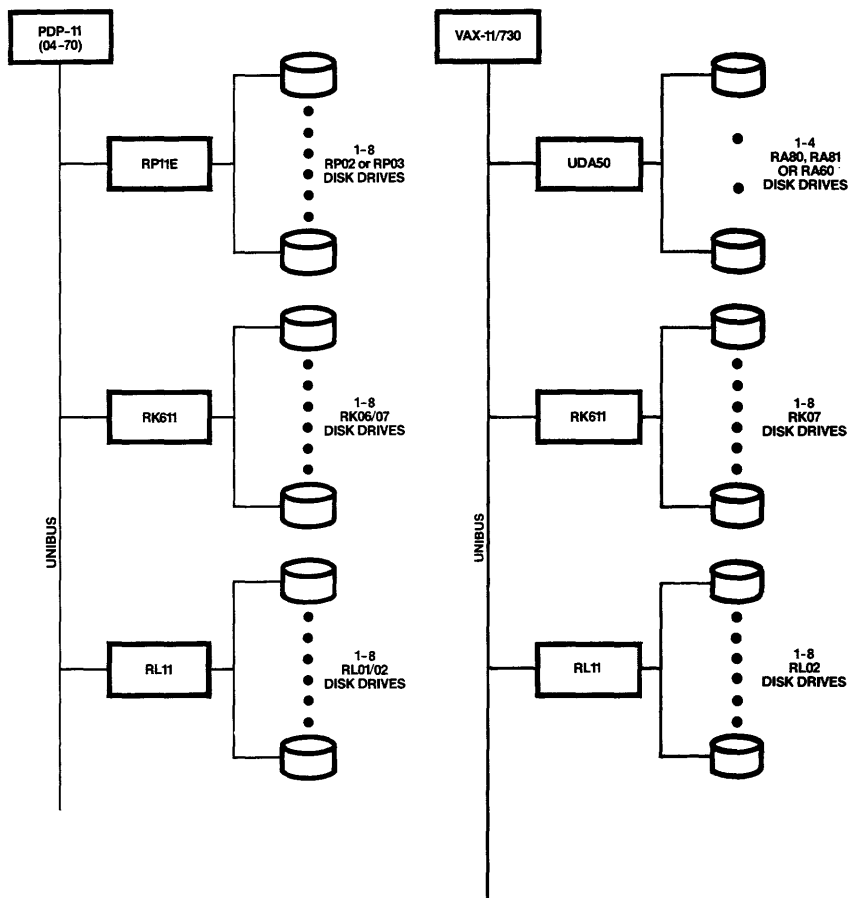 PDP-11
(04-70)
RP11E
1-8
RP02 or RP03
DISK DRIVES
RK611
1-8
RK06/07
DISK DRIVES
UNIBUS
RL11
1-8
RL01/02
DISK DRIVES
VAX-11/730
UDA50
1-4
RA80, RA81
OR RA60
DISK DRIVES
RK611
1-8
RK07
DISK DRIVES
UNIBUS
RL11
1-8
RL02
DISK DRIVES